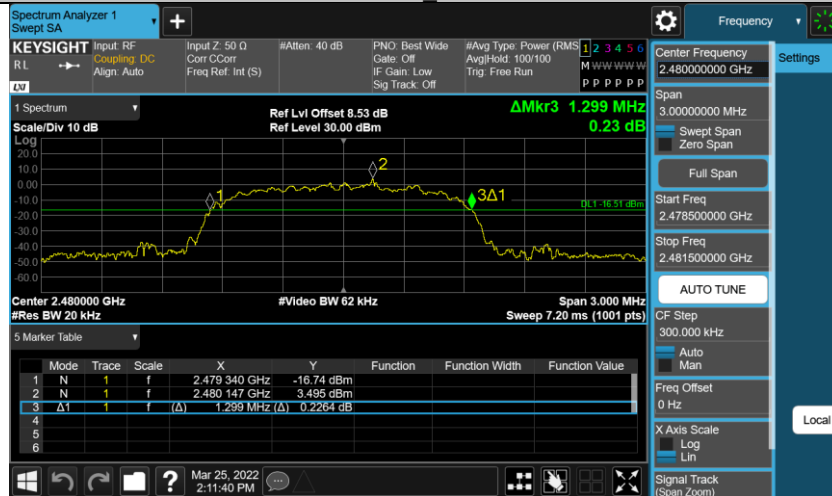 Spectrum Analyzer 1
Swept SA
Frequency
KEYSIGHT
RL
LXI
Input: RF
Coupling: DC
Align: Auto
Input Z: 50 Ω
Corr CCorr
Freq Ref: Int (S)
#Atten: 40 dB
PNO: Best Wide
Gate: Off
IF Gain: Low
Sig Track: Off
#Avg Type: Power (RMS
Avg|Hold: 100/100
Trig: Free Run
1 2 3 4 5 6
M W W W W W
P P P P P P
1 Spectrum
Scale/Div 10 dB
Ref Lvl Offset 8.53 dB
Ref Level 30.00 dBm
ΔMkr3 1.299 MHz
0.23 dB
Log
20.0
10.0
0.00
-10.0
-20.0
-30.0
-40.0
-50.0
-60.0
1
2
3Δ1
DL1 -16.51 dBm
Center 2.480000 GHz
#Video BW 62 kHz
Span 3.000 MHz
#Res BW 20 kHz
Sweep 7.20 ms (1001 pts)
5 Marker Table
Mode Trace Scale X Y Function Function Width Function Value
1 N 1 f 2.479 340 GHz -16.74 dBm
2 N 1 f 2.480 147 GHz 3.495 dBm
3 Δ1 1 f (Δ) 1.299 MHz (Δ) 0.2264 dB
4
5
6
Mar 25, 2022
2:11:40 PM
Center Frequency
2.480000000 GHz
Span
3.00000000 MHz
Swept Span
Zero Span
Full Span
Start Freq
2.478500000 GHz
Stop Freq
2.481500000 GHz
AUTO TUNE
CF Step
300.000 kHz
Auto
Man
Freq Offset
0 Hz
X Axis Scale
Log
Lin
Signal Track
(Span Zoom)
Settings
Local